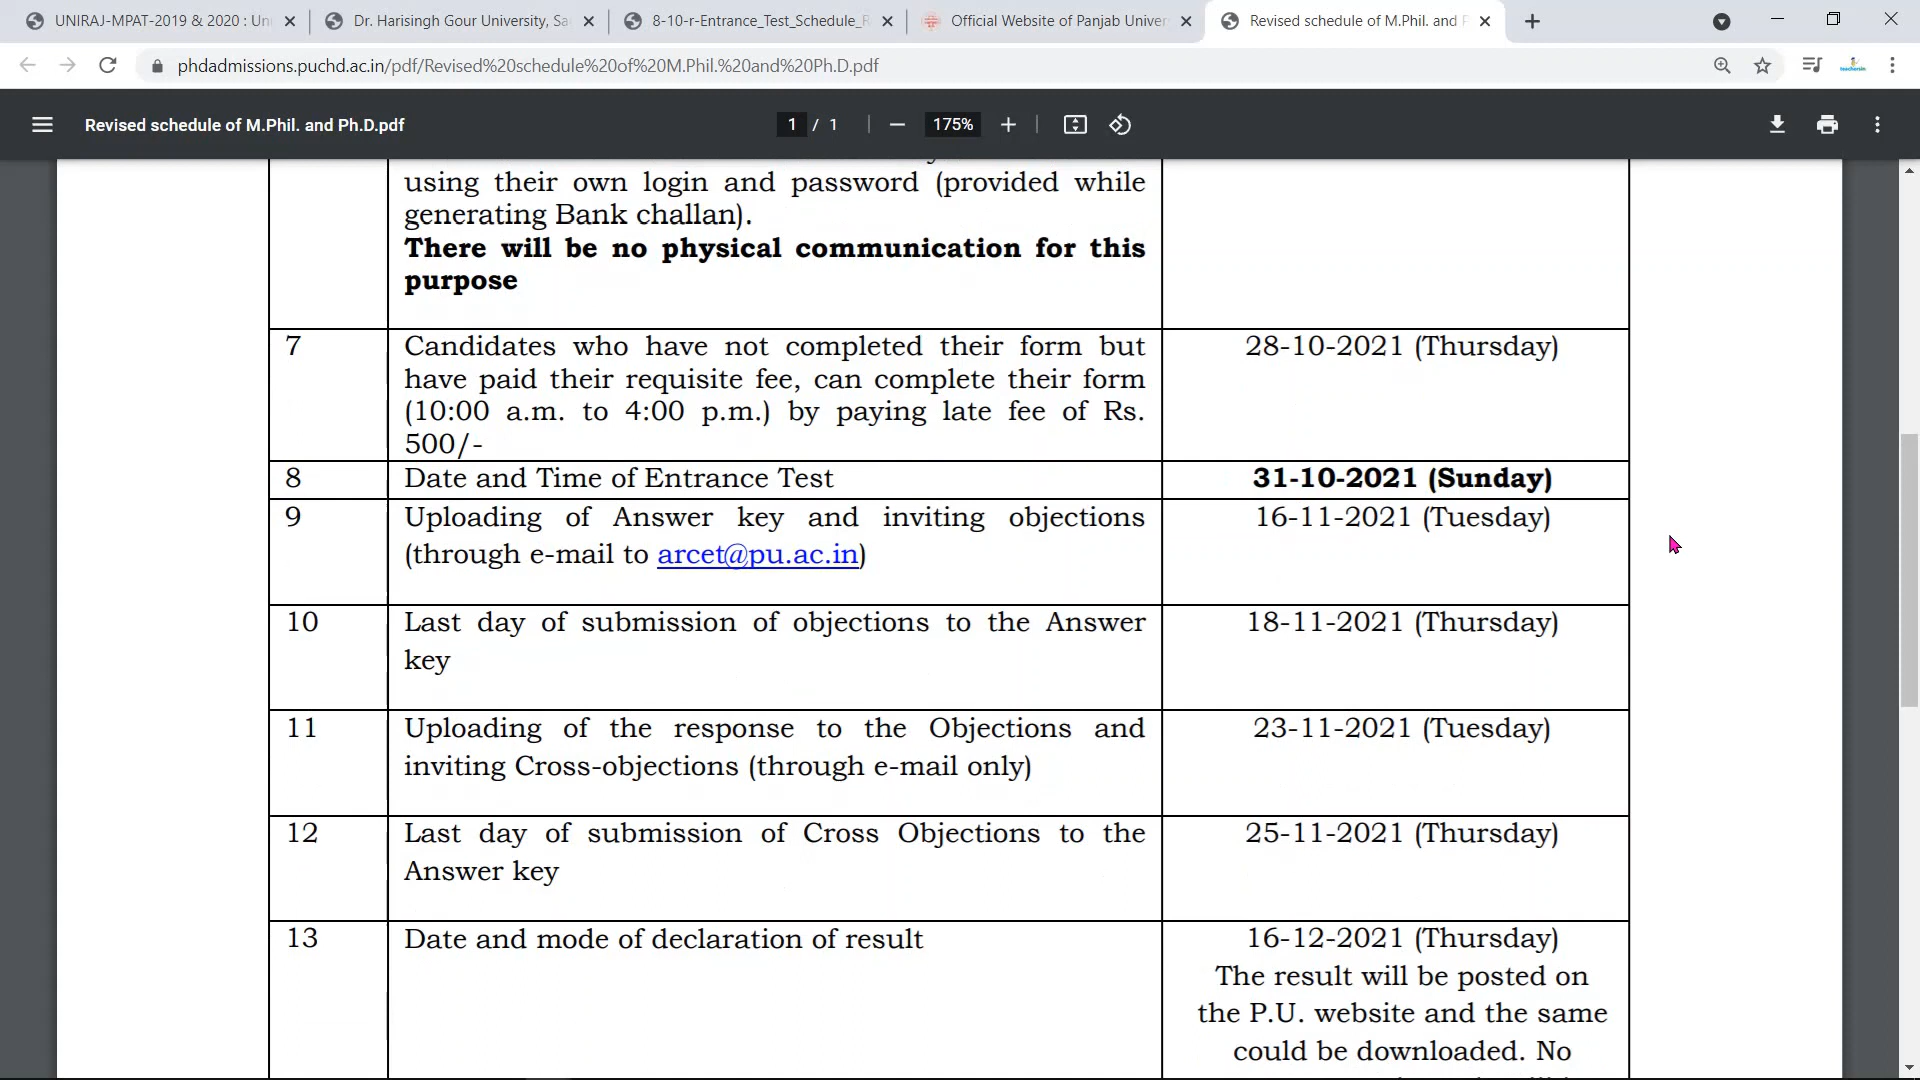 UNIRAJ-MPAT-2019 & 2020 : Un
Dr. Harisingh Gour University, Sa
8-10-r-Entrance_Test_Schedule_R
Official Website of Panjab Univer
Revised schedule of M.Phil. and P
phdadmissions.puchd.ac.in/pdf/Revised%20schedule%20of%20M.Phil.%20and%20Ph.D.pdf
Revised schedule of M.Phil. and Ph.D.pdf
1 / 1
175%
using their own login and password (provided while
generating Bank challan).
There will be no physical communication for this
purpose
7
Candidates who have not completed their form but
have paid their requisite fee, can complete their form
(10:00 a.m. to 4:00 p.m.) by paying late fee of Rs.
500/-
28-10-2021 (Thursday)
8
Date and Time of Entrance Test
31-10-2021 (Sunday)
9
Uploading of Answer key and inviting objections
(through e-mail to arcet@pu.ac.in)
16-11-2021 (Tuesday)
10
Last day of submission of objections to the Answer
key
18-11-2021 (Thursday)
11
Uploading of the response to the Objections and
inviting Cross-objections (through e-mail only)
23-11-2021 (Tuesday)
12
Last day of submission of Cross Objections to the
Answer key
25-11-2021 (Thursday)
13
Date and mode of declaration of result
16-12-2021 (Thursday)
The result will be posted on
the P.U. website and the same
could be downloaded. No